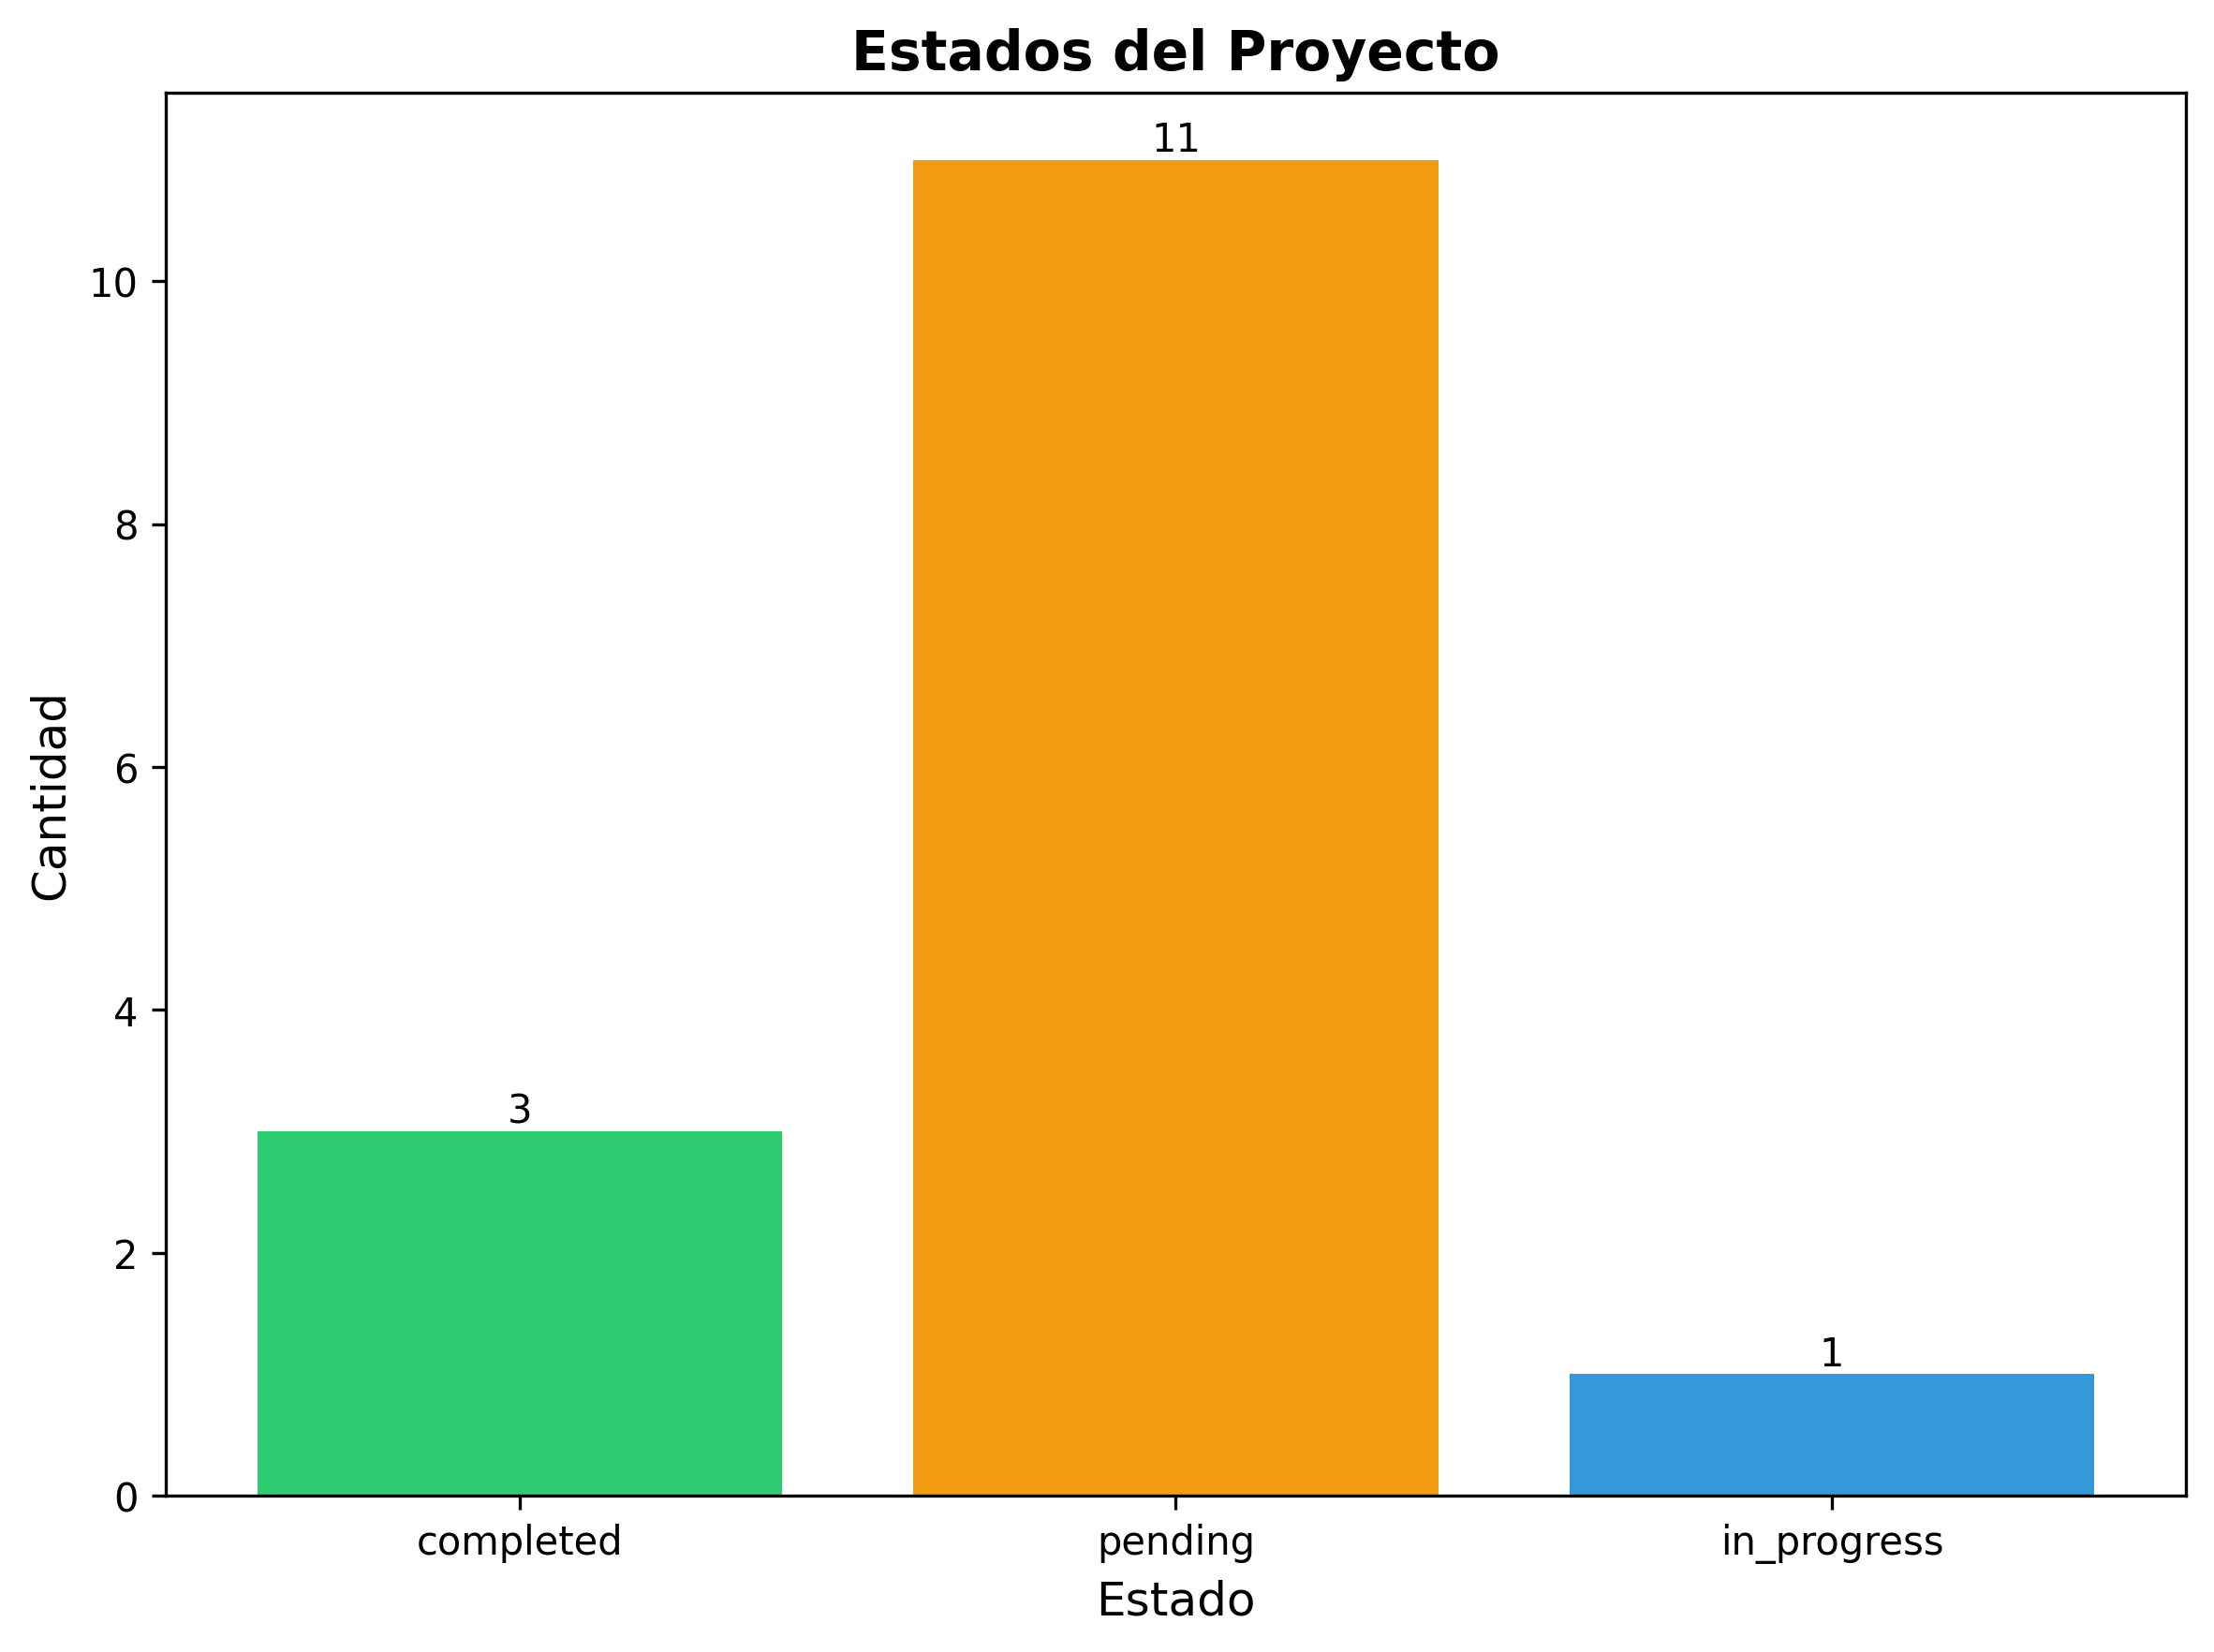 Estados del Proyecto
11
10
8
6
4
3
2
1
0
Cantidad
completed
pending
in_progress
Estado